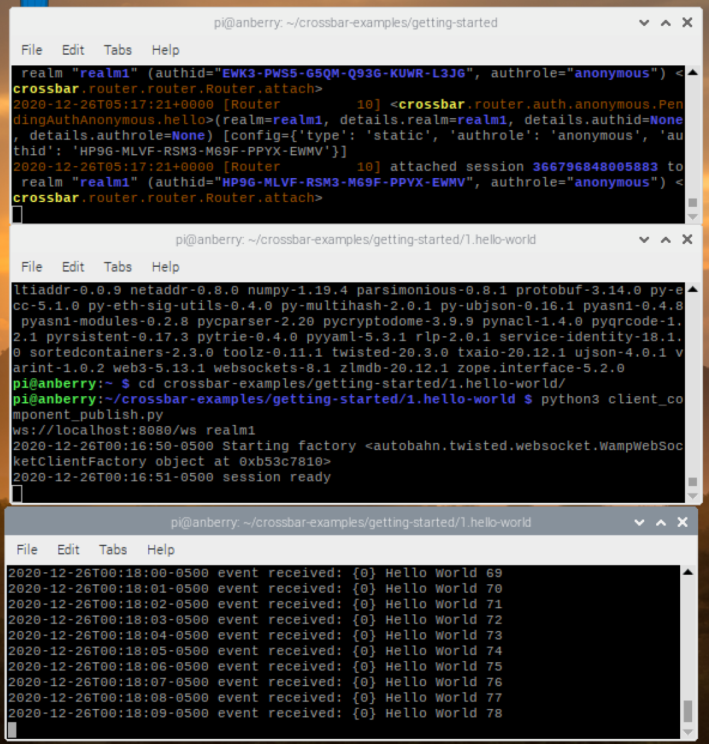 pi@anberry: ~/crossbar-examples/getting-started
File Edit Tabs Help
realm "realm1" (authid="EWK3-PWS5-G5QM-Q93G-KUWR-L3JG", authrole="anonymous") <
crossbar.router.router.Router.attach>
2020-12-26T05:17:21+0000 [Router 10] <crossbar.router.auth.anonymous.Pen
dingAuthAnonymous.hello>(realm=realm1, details.realm=realm1, details.authid=None
, details.authrole=None) [config={'type': 'static', 'authrole': 'anonymous', 'au
thid': 'HP9G-MLVF-RSM3-M69F-PPYX-EWMV'}]
2020-12-26T05:17:21+0000 [Router 10] attached session 366796848005883 to
realm "realm1" (authid="HP9G-MLVF-RSM3-M69F-PPYX-EWMV", authrole="anonymous") <
crossbar.router.router.Router.attach>
pi@anberry: ~/crossbar-examples/getting-started/1.hello-world
File Edit Tabs Help
ltiaddr-0.0.9 netaddr-0.8.0 numpy-1.19.4 parsimonious-0.8.1 protobuf-3.14.0 py-e
cc-5.1.0 py-eth-sig-utils-0.4.0 py-multihash-2.0.1 py-ubjson-0.16.1 pyasn1-0.4.8
pyasn1-modules-0.2.8 pycparser-2.20 pycryptodome-3.9.9 pynacl-1.4.0 pyqrcode-1.
2.1 pyrsistent-0.17.3 pytrie-0.4.0 pyyaml-5.3.1 rlp-2.0.1 service-identity-18.1.
0 sortedcontainers-2.3.0 toolz-0.11.1 twisted-20.3.0 txaio-20.12.1 ujson-4.0.1 v
arint-1.0.2 web3-5.13.1 websockets-8.1 zlmdb-20.12.1 zope.interface-5.2.0
pi@anberry:~ $ cd crossbar-examples/getting-started/1.hello-world/
pi@anberry:~/crossbar-examples/getting-started/1.hello-world $ python3 client_co
mponent_publish.py
ws://localhost:8080/ws realm1
2020-12-26T00:16:50-0500 Starting factory <autobahn.twisted.websocket.WampWebSoc
ketClientFactory object at 0xb53c7810>
2020-12-26T00:16:51-0500 session ready
pi@anberry: ~/crossbar-examples/getting-started/1.hello-world
File Edit Tabs Help
2020-12-26T00:18:00-0500 event received: {0} Hello World 69
2020-12-26T00:18:01-0500 event received: {0} Hello World 70
2020-12-26T00:18:02-0500 event received: {0} Hello World 71
2020-12-26T00:18:03-0500 event received: {0} Hello World 72
2020-12-26T00:18:04-0500 event received: {0} Hello World 73
2020-12-26T00:18:05-0500 event received: {0} Hello World 74
2020-12-26T00:18:06-0500 event received: {0} Hello World 75
2020-12-26T00:18:07-0500 event received: {0} Hello World 76
2020-12-26T00:18:08-0500 event received: {0} Hello World 77
2020-12-26T00:18:09-0500 event received: {0} Hello World 78